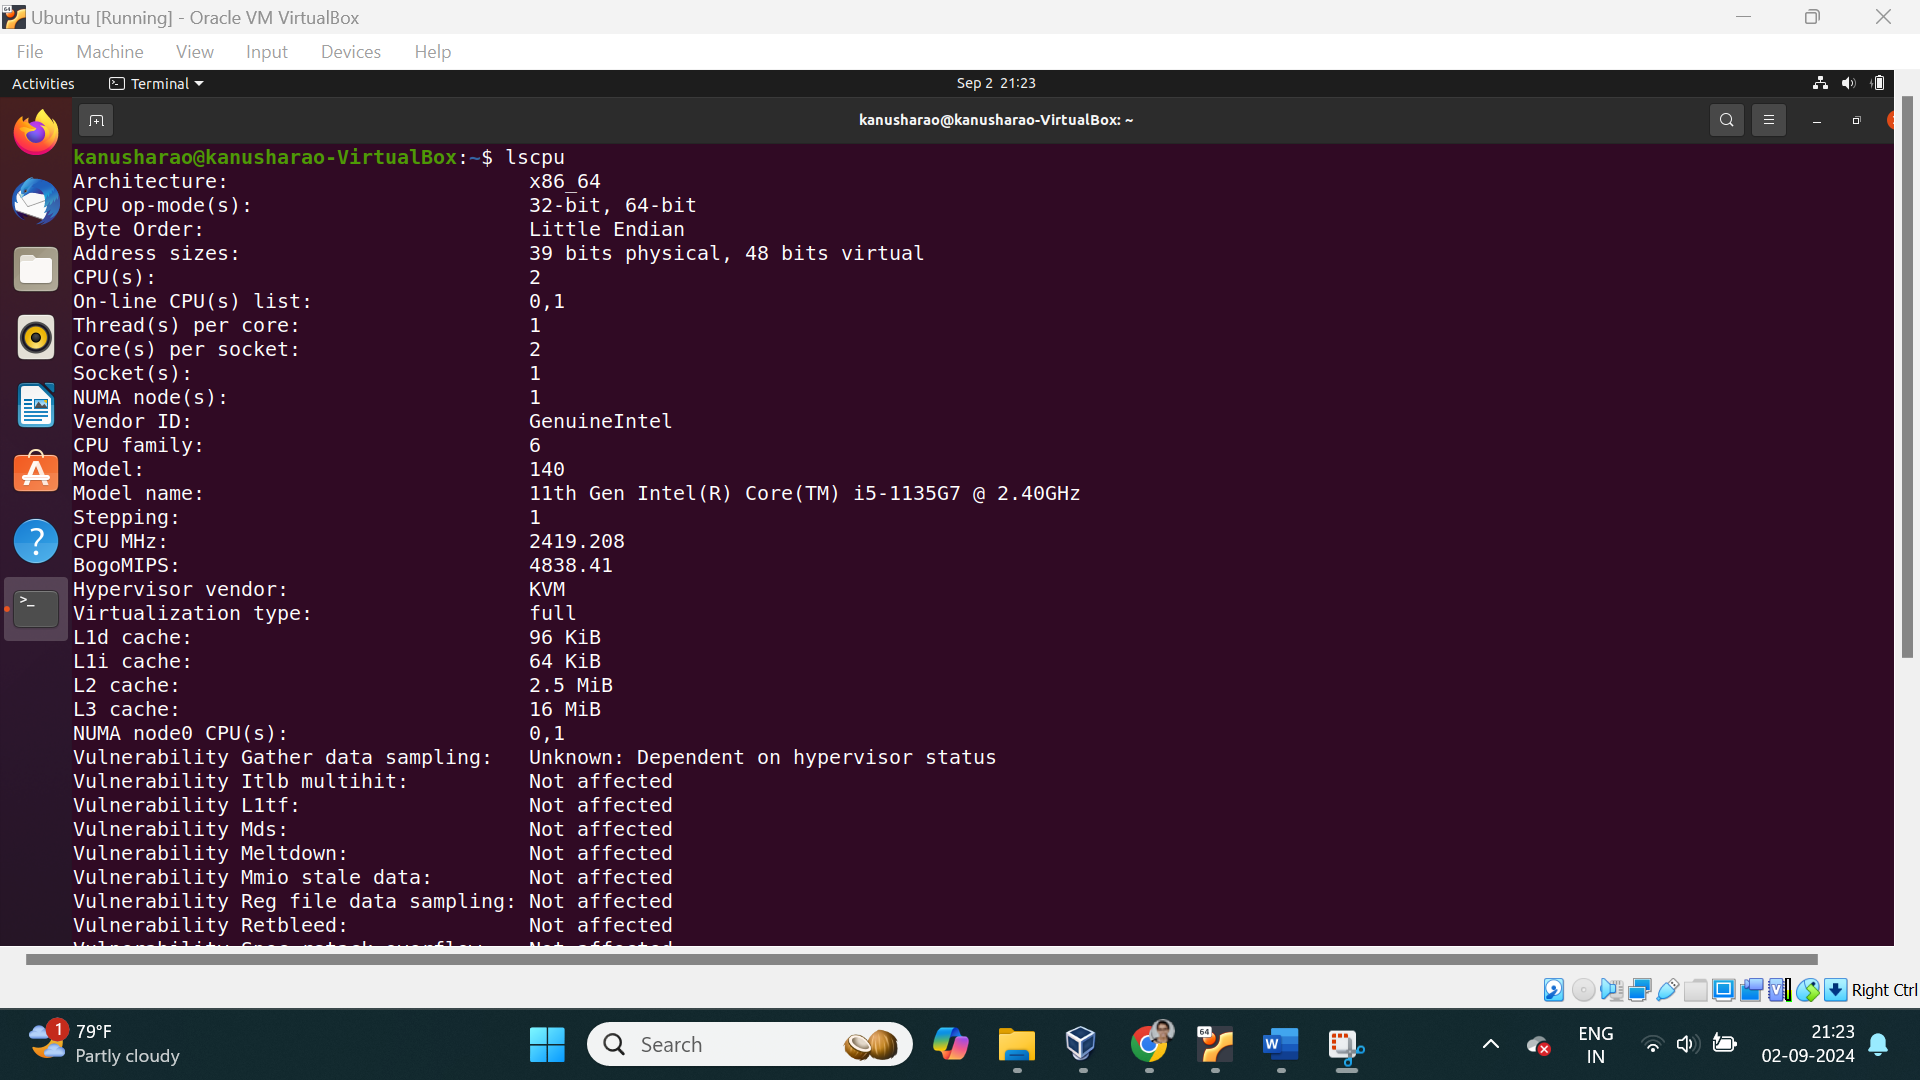 Ubuntu [Running] - Oracle VM VirtualBox
File Machine View Input Devices Help
Activities Terminal Sep 2 21:23
kanusharao@kanusharao-VirtualBox: ~
kanusharao@kanusharao-VirtualBox:~$ lscpu
Architecture: x86_64
CPU op-mode(s): 32-bit, 64-bit
Byte Order: Little Endian
Address sizes: 39 bits physical, 48 bits virtual
CPU(s): 2
On-line CPU(s) list: 0,1
Thread(s) per core: 1
Core(s) per socket: 2
Socket(s): 1
NUMA node(s): 1
Vendor ID: GenuineIntel
CPU family: 6
Model: 140
Model name: 11th Gen Intel(R) Core(TM) i5-1135G7 @ 2.40GHz
Stepping: 1
CPU MHz: 2419.208
BogoMIPS: 4838.41
Hypervisor vendor: KVM
Virtualization type: full
L1d cache: 96 KiB
L1i cache: 64 KiB
L2 cache: 2.5 MiB
L3 cache: 16 MiB
NUMA node0 CPU(s): 0,1
Vulnerability Gather data sampling: Unknown: Dependent on hypervisor status
Vulnerability Itlb multihit: Not affected
Vulnerability L1tf: Not affected
Vulnerability Mds: Not affected
Vulnerability Meltdown: Not affected
Vulnerability Mmio stale data: Not affected
Vulnerability Reg file data sampling: Not affected
Vulnerability Retbleed: Not affected
Vulnerability Spec rstack overflow: Not affected
Right Ctrl
1 79°F
Partly cloudy
Search
64
W
ENG
IN
21:23
02-09-2024